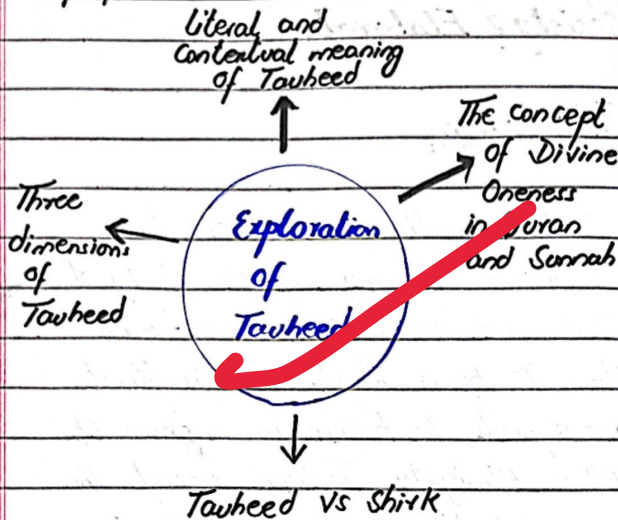 Literal and
Contextual meaning
of Tauheed
The concept
of Divine
Oneness
in Quran
and Sunnah
Three
dimensions
of
Tauheed
Exploration
of
Tauheed
Tauheed vs Shirk